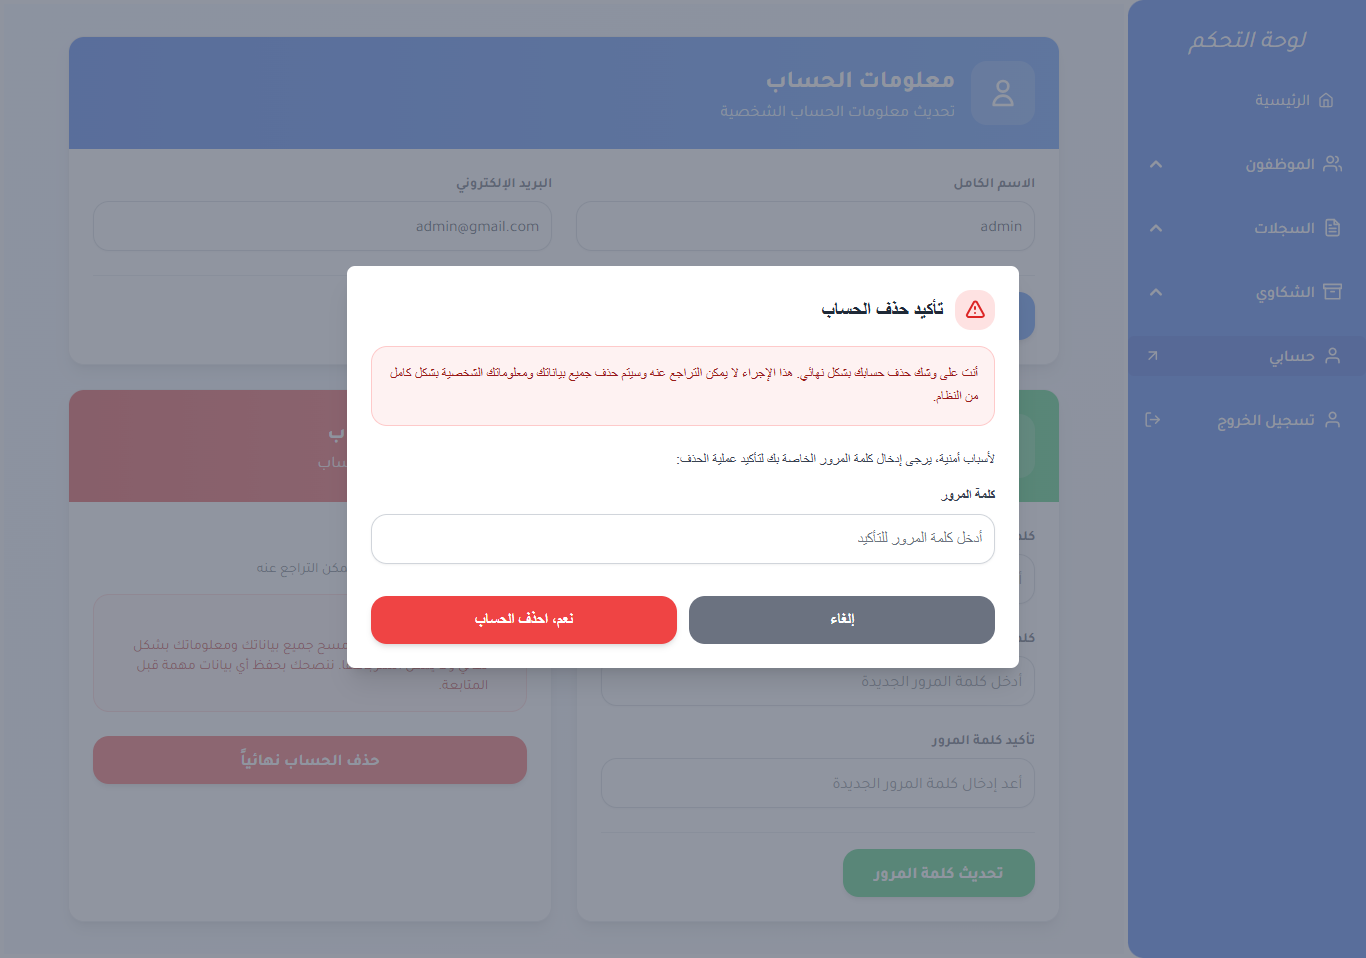 لوحة التحكم
الرئيسية
الموظفون
السجلات
الشكاوي
حسابي
تسجيل الخروج
معلومات الحساب
تحديث معلومات الحساب الشخصية
الاسم الكامل
admin
البريد الإلكتروني
admin@gmail.com
تأكيد حذف الحساب
أنت على وشك حذف حسابك بشكل نهائي. هذا الإجراء لا يمكن التراجع عنه وسيتم حذف جميع بياناتك ومعلوماتك الشخصية بشكل كامل
من النظام.
لأسباب أمنية، يرجى إدخال كلمة المرور الخاصة بك لتأكيد عملية الحذف:
كلمة المرور
أدخل كلمة المرور للتأكيد
إلغاء
نعم، احذف الحساب
أدخل كلمة المرور الجديدة
تأكيد كلمة المرور
أعد إدخال كلمة المرور الجديدة
تحديث كلمة المرور
التراجع عنه
جميع بياناتك ومعلوماتك بشكل
ننصحك بحفظ أي بيانات مهمة قبل
المتابعة.
حذف الحساب نهائياً